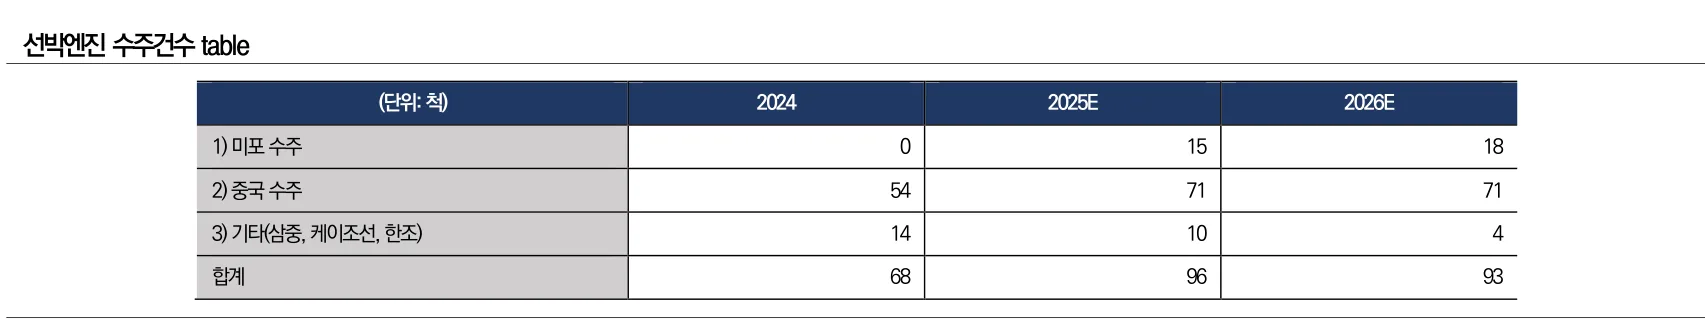 선박엔진 수주건수 table
(단위: 척) 2024 2025E 2026E
1) 미포 수주 0 15 18
2) 중국 수주 54 71 71
3) 기타(삼중, 케이조선, 한조) 14 10 4
합계 68 96 93